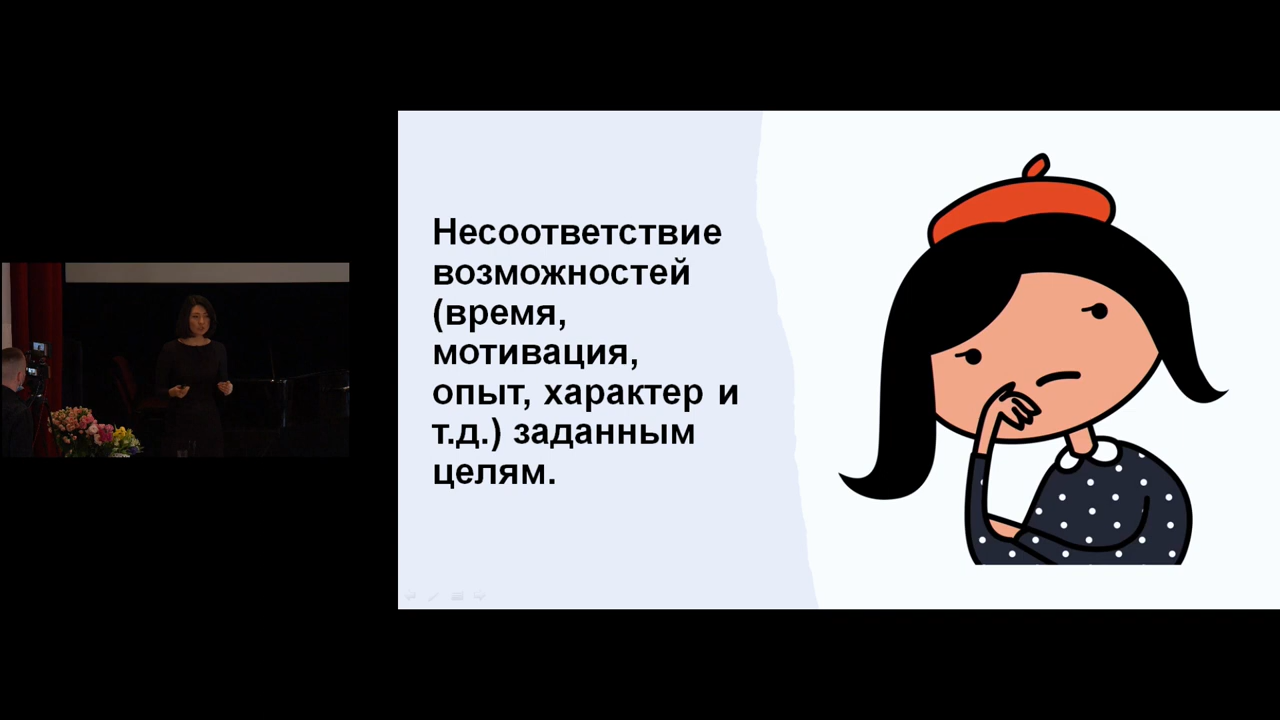 Несоответствие
возможностей
(время,
мотивация,
опыт, характер и
т.д.) заданным
целям.